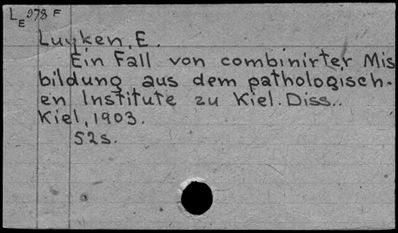 LE 978 F
Luyken, E.
Ein Fall von combinirter Mis
bildung aus dem pathologisch-
en Institute zu Kiel. Diss..
Kiel, 1903.
52s.